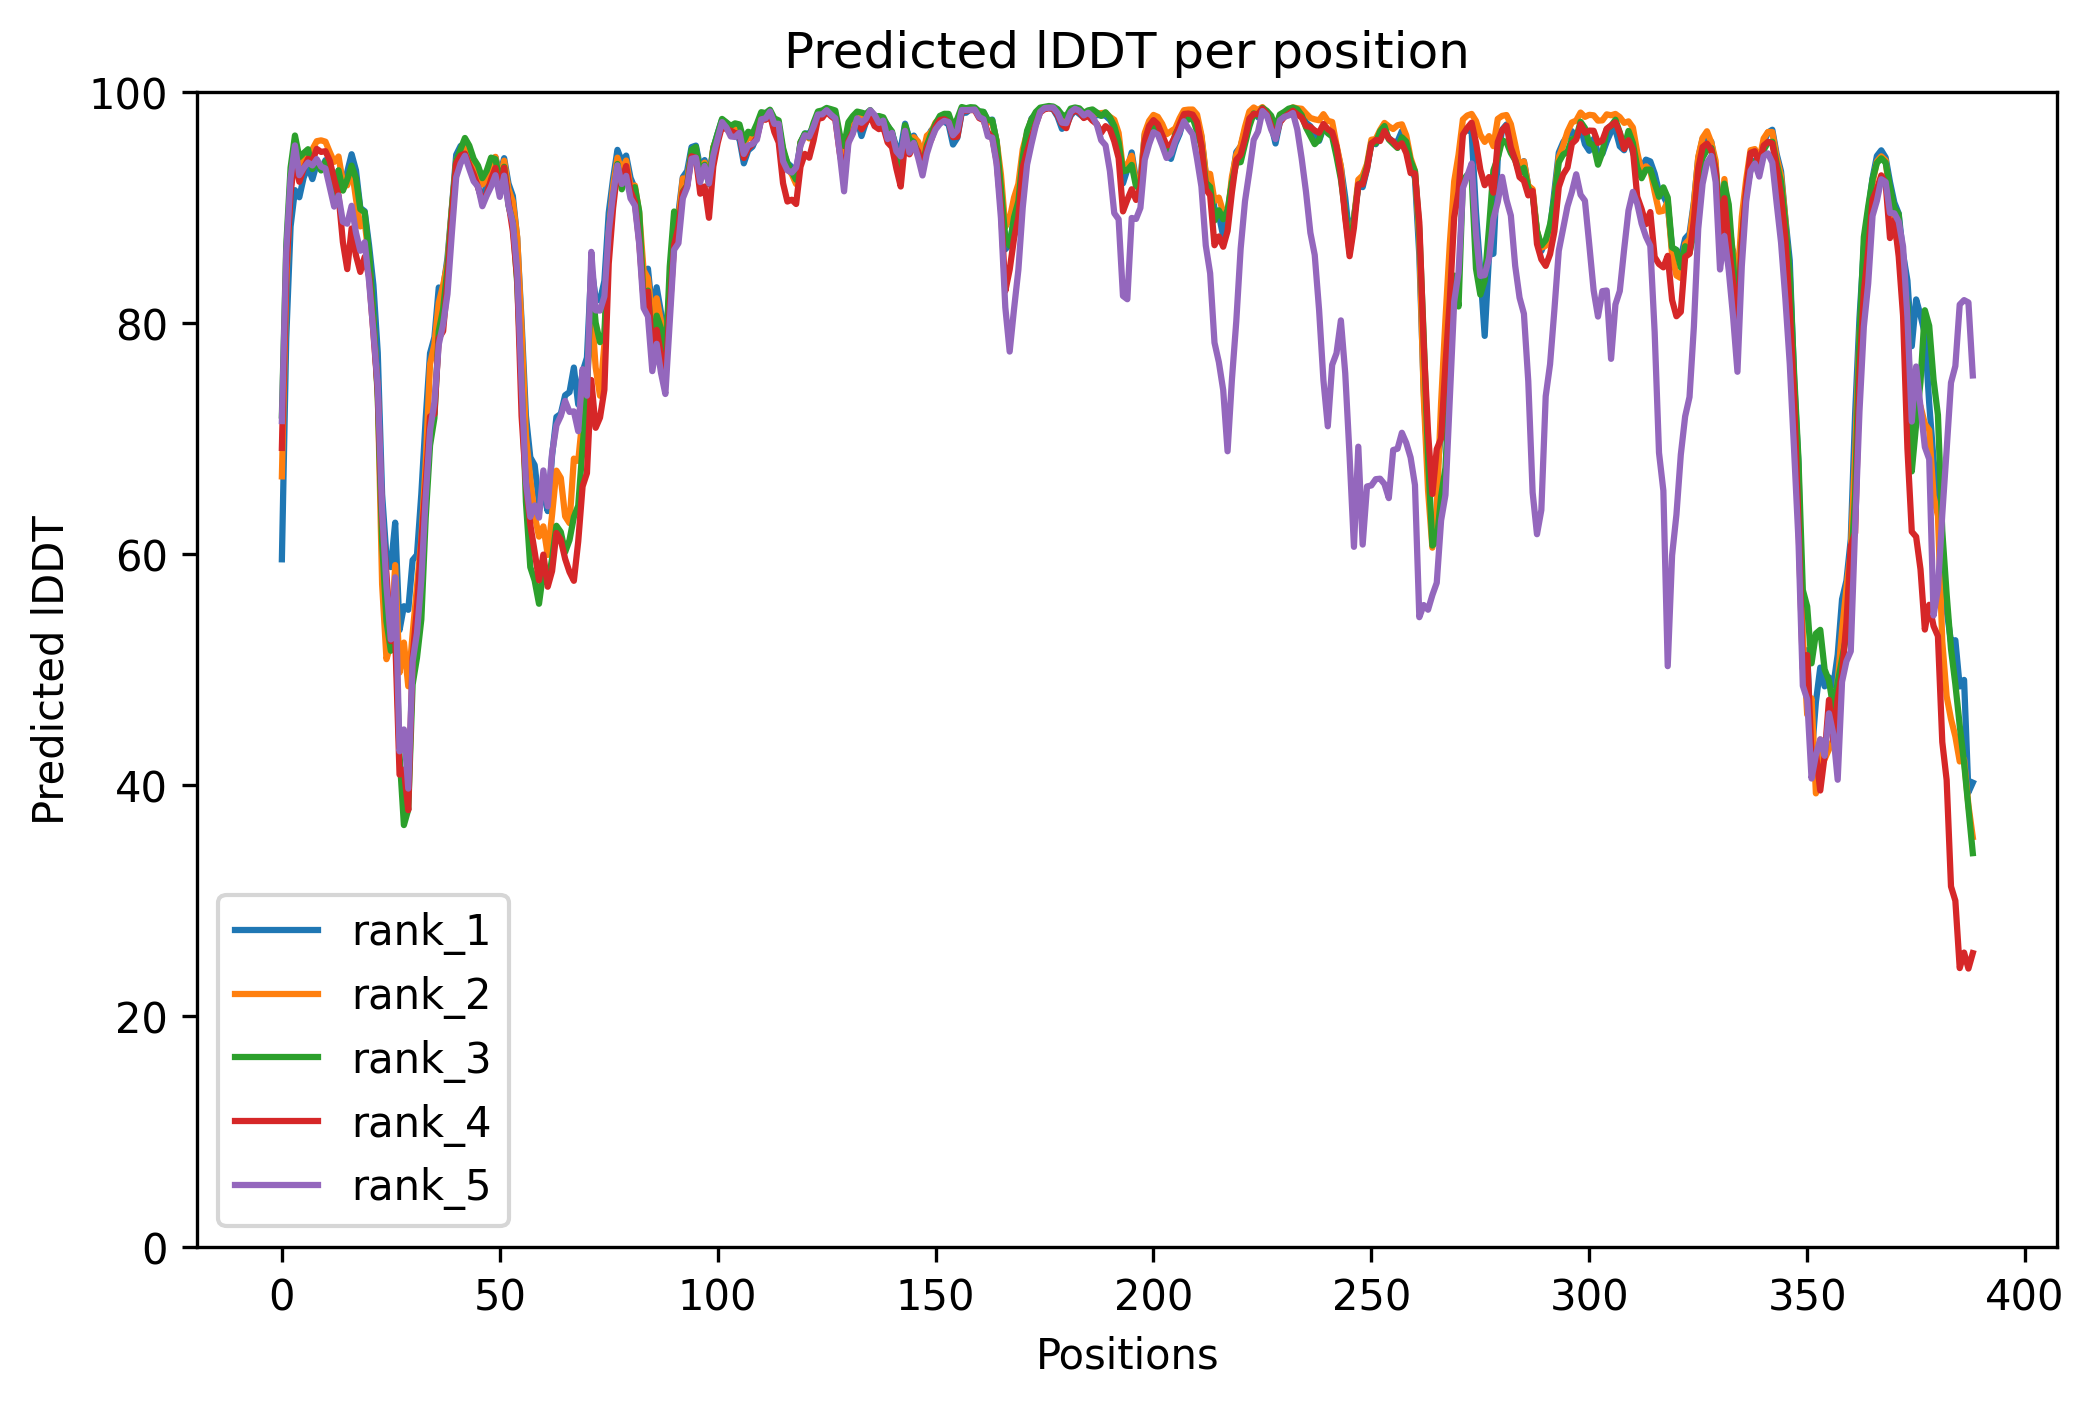 Predicted lDDT per position
100
80
60
40
20
0
Predicted lDDT
rank_1
rank_2
rank_3
rank_4
rank_5
0 50 100 150 200 250 300 350 400
Positions